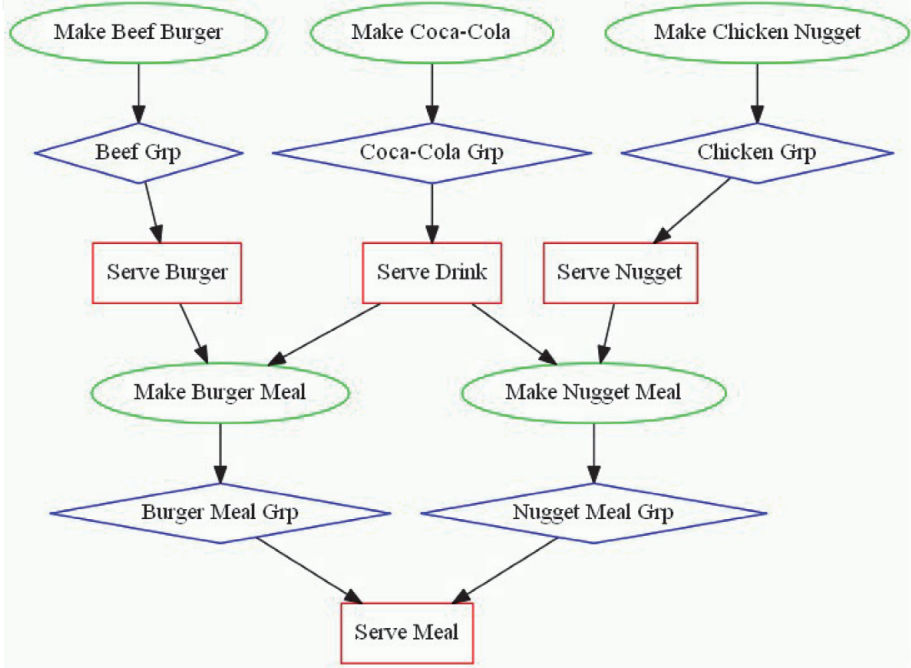 Make Beef Burger
Make Coca-Cola
Make Chicken Nugget
Beef Grp
Coca-Cola Grp
Chicken Grp
Serve Burger
Serve Drink
Serve Nugget
Make Burger Meal
Make Nugget Meal
Burger Meal Grp
Nugget Meal Grp
Serve Meal